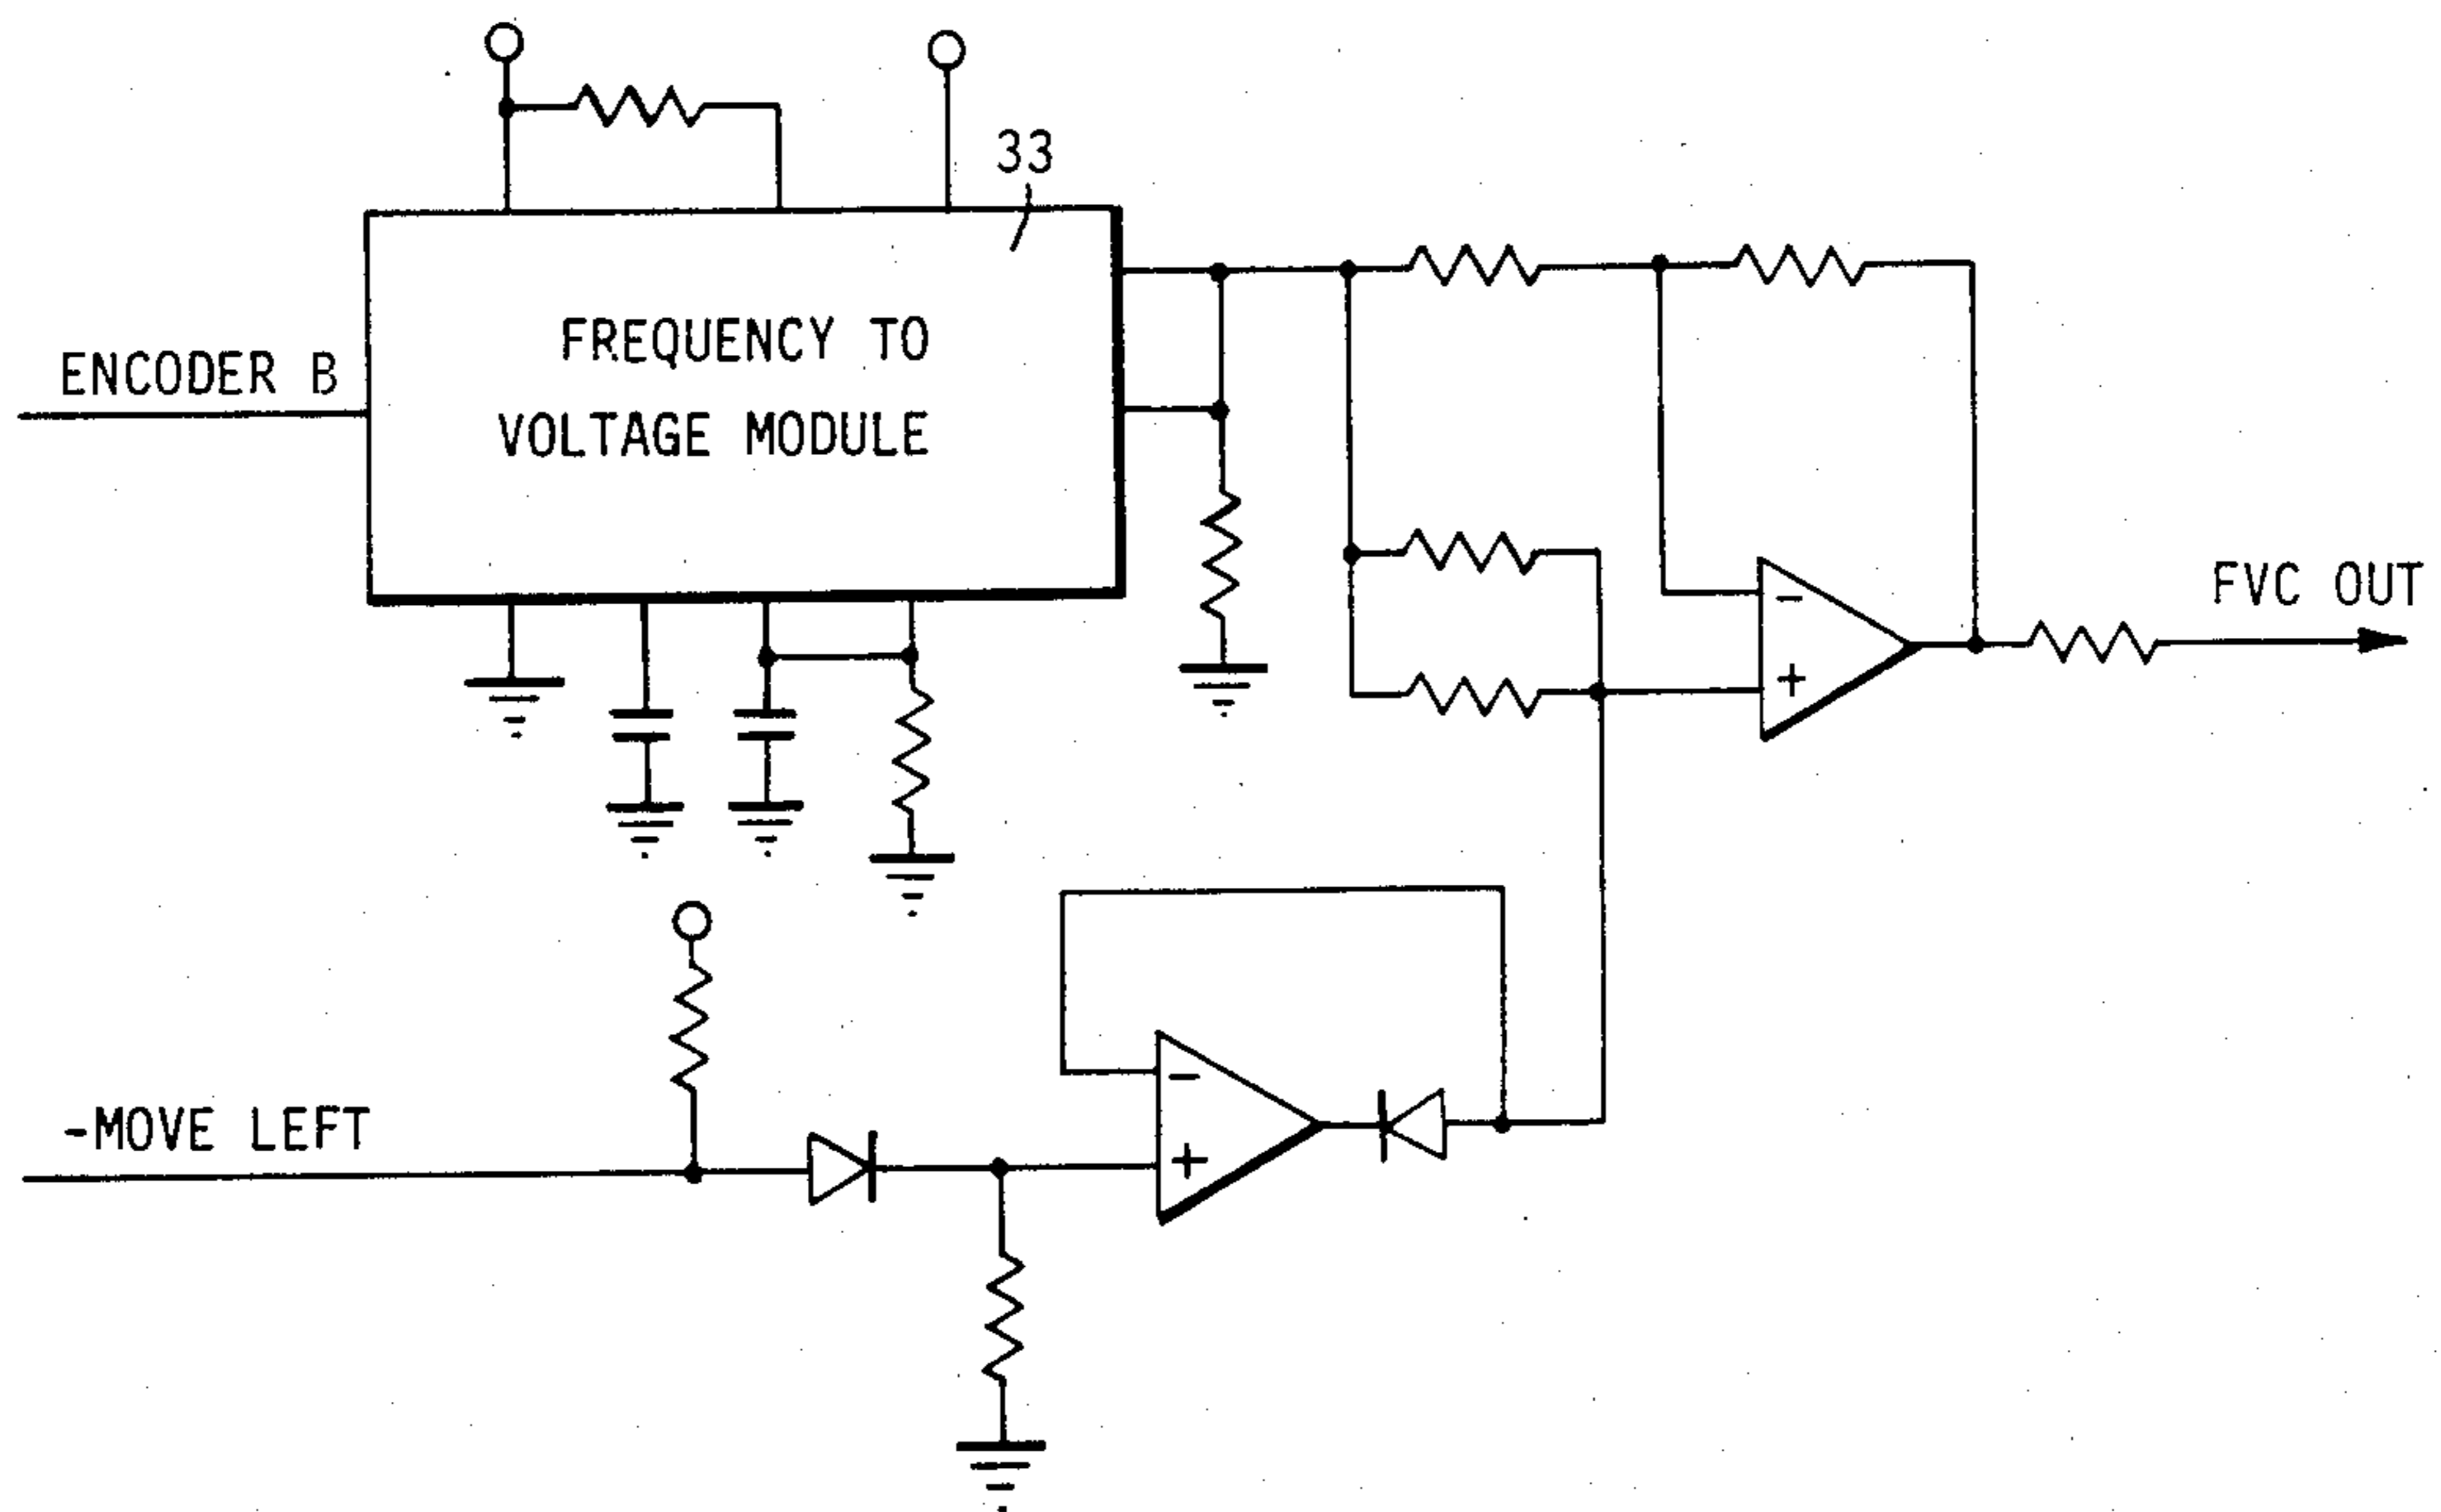 33
FREQUENCY TO
VOLTAGE MODULE
ENCODER B
FVC OUT
-
+
-MOVE LEFT
-
+